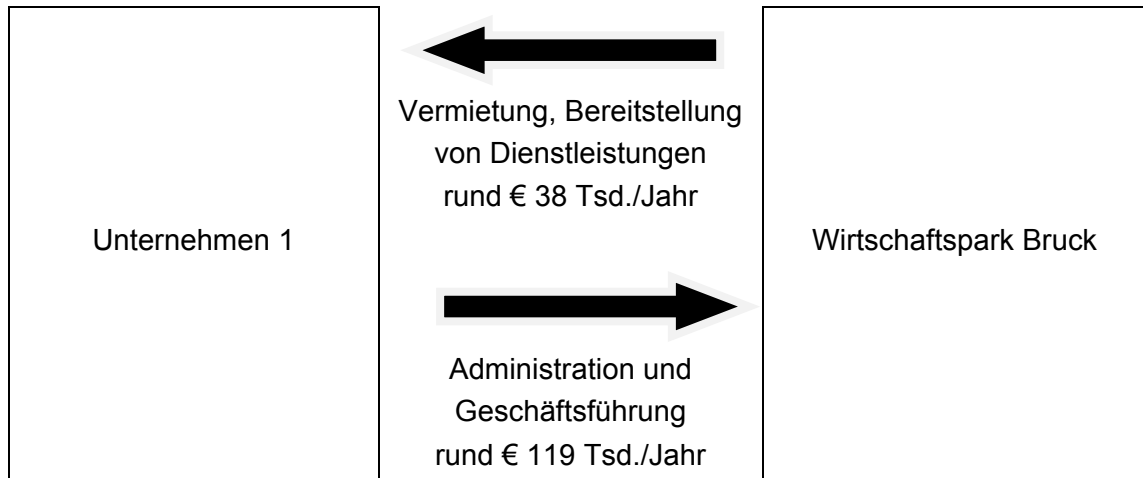 Vermietung, Bereitstellung
von Dienstleistungen
rund € 38 Tsd./Jahr
Unternehmen 1
Wirtschaftspark Bruck
Administration und
Geschäftsführung
rund € 119 Tsd./Jahr